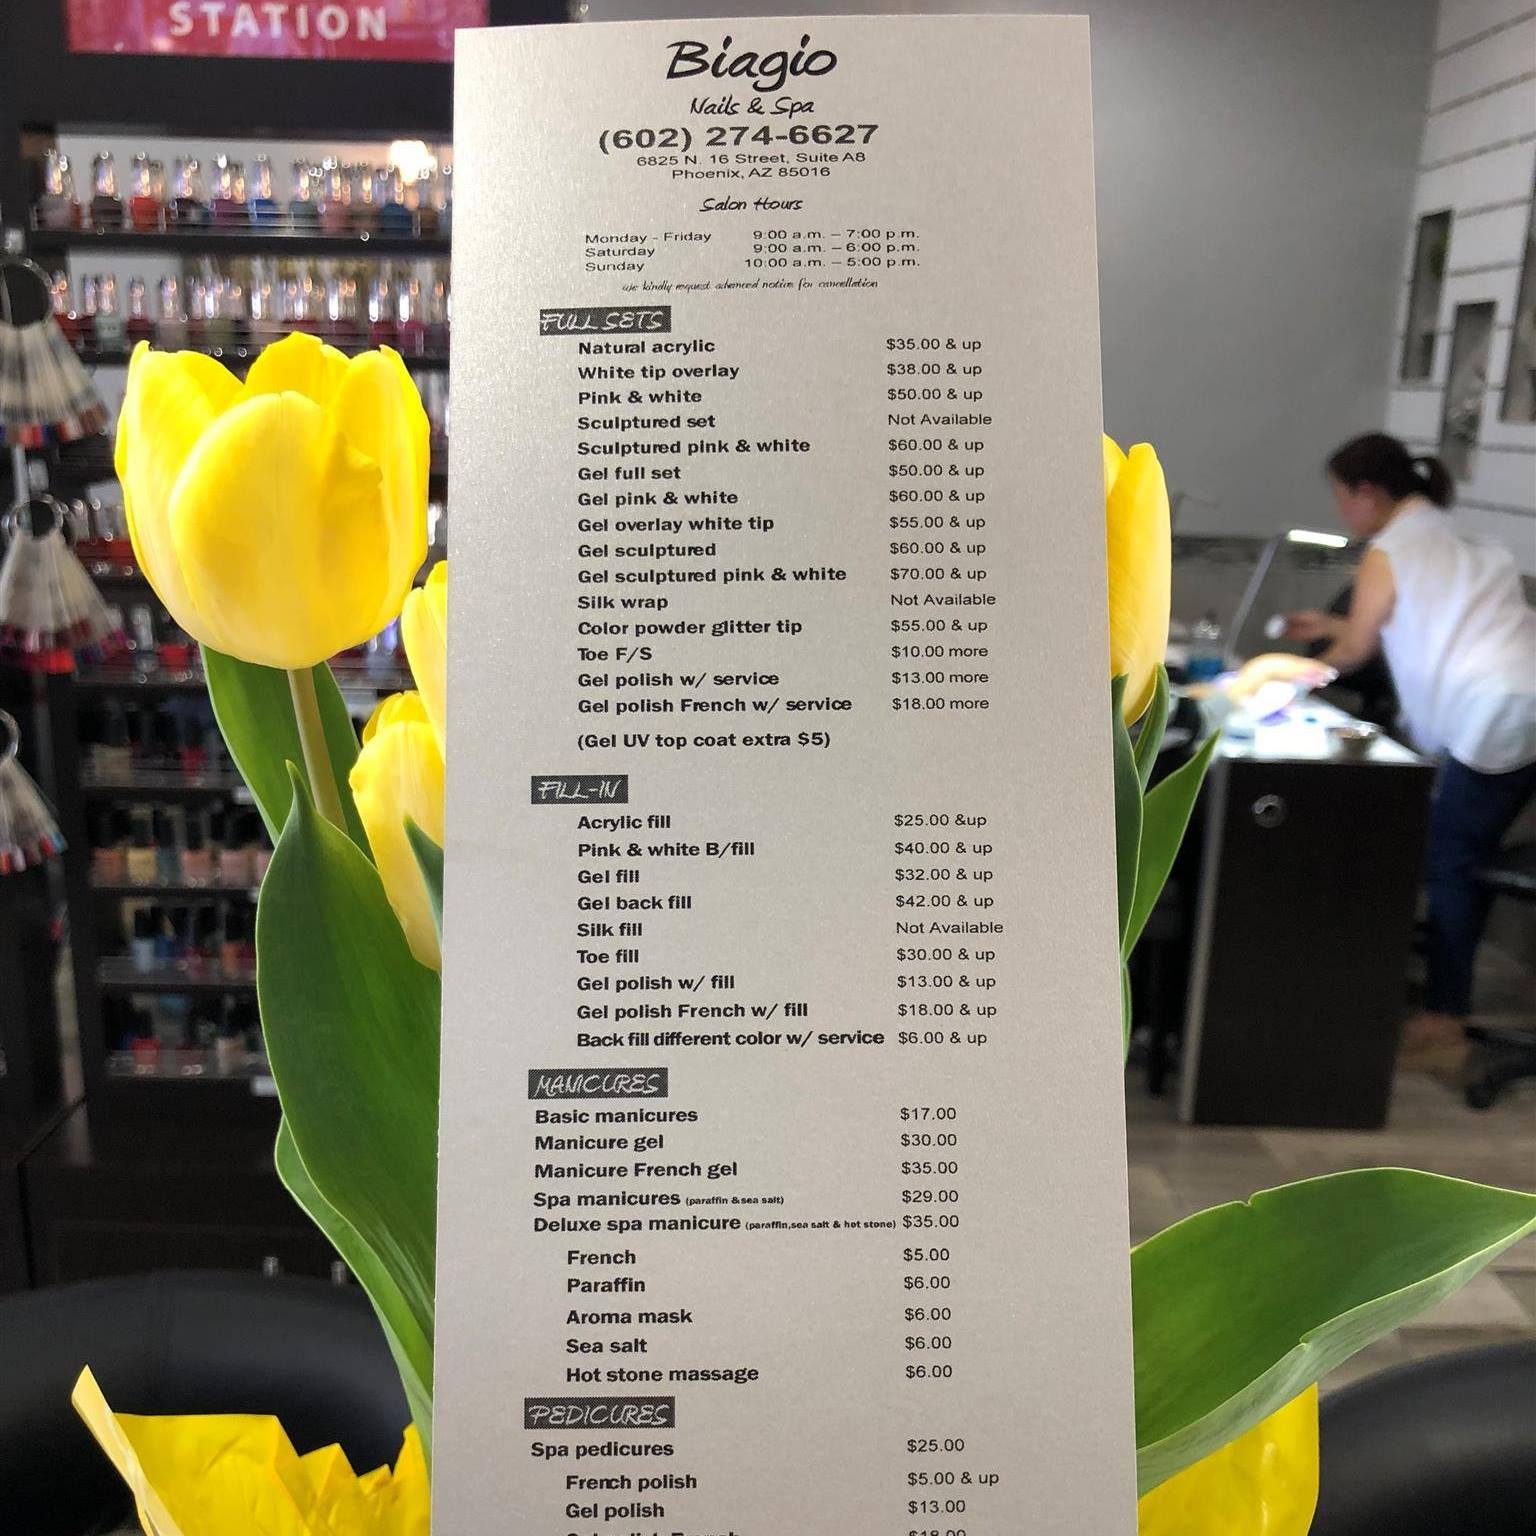 STATION
Biagio
Nails & Spa
(602) 274-6627
6825 N. 16 Street, Suite A8
Phoenix, AZ 85016
Salon Hours
Monday - Friday 9:00 a.m. – 7:00 p.m.
Saturday 9:00 a.m. – 6:00 p.m.
Sunday 10:00 a.m. – 5:00 p.m.
We kindly request advanced notice for cancellation
FULL SETS
Natural acrylic $35.00 & up
White tip overlay $38.00 & up
Pink & white $50.00 & up
Sculptured set Not Available
Sculptured pink & white $60.00 & up
Gel full set $50.00 & up
Gel pink & white $60.00 & up
Gel overlay white tip $55.00 & up
Gel sculptured $60.00 & up
Gel sculptured pink & white $70.00 & up
Silk wrap Not Available
Color powder glitter tip $55.00 & up
Toe F/S $10.00 more
Gel polish w/ service $13.00 more
Gel polish French w/ service $18.00 more
(Gel UV top coat extra $5)
FILL-IN
Acrylic fill $25.00 &up
Pink & white B/fill $40.00 & up
Gel fill $32.00 & up
Gel back fill $42.00 & up
Silk fill Not Available
Toe fill $30.00 & up
Gel polish w/ fill $13.00 & up
Gel polish French w/ fill $18.00 & up
Back fill different color w/ service $6.00 & up
MANICURES
Basic manicures $17.00
Manicure gel $30.00
Manicure French gel $35.00
Spa manicures (paraffin & sea salt) $29.00
Deluxe spa manicure (paraffin,sea salt & hot stone) $35.00
French $5.00
Paraffin $6.00
Aroma mask $6.00
Sea salt $6.00
Hot stone massage $6.00
PEDICURES
Spa pedicures $25.00
French polish $5.00 & up
Gel polish $13.00